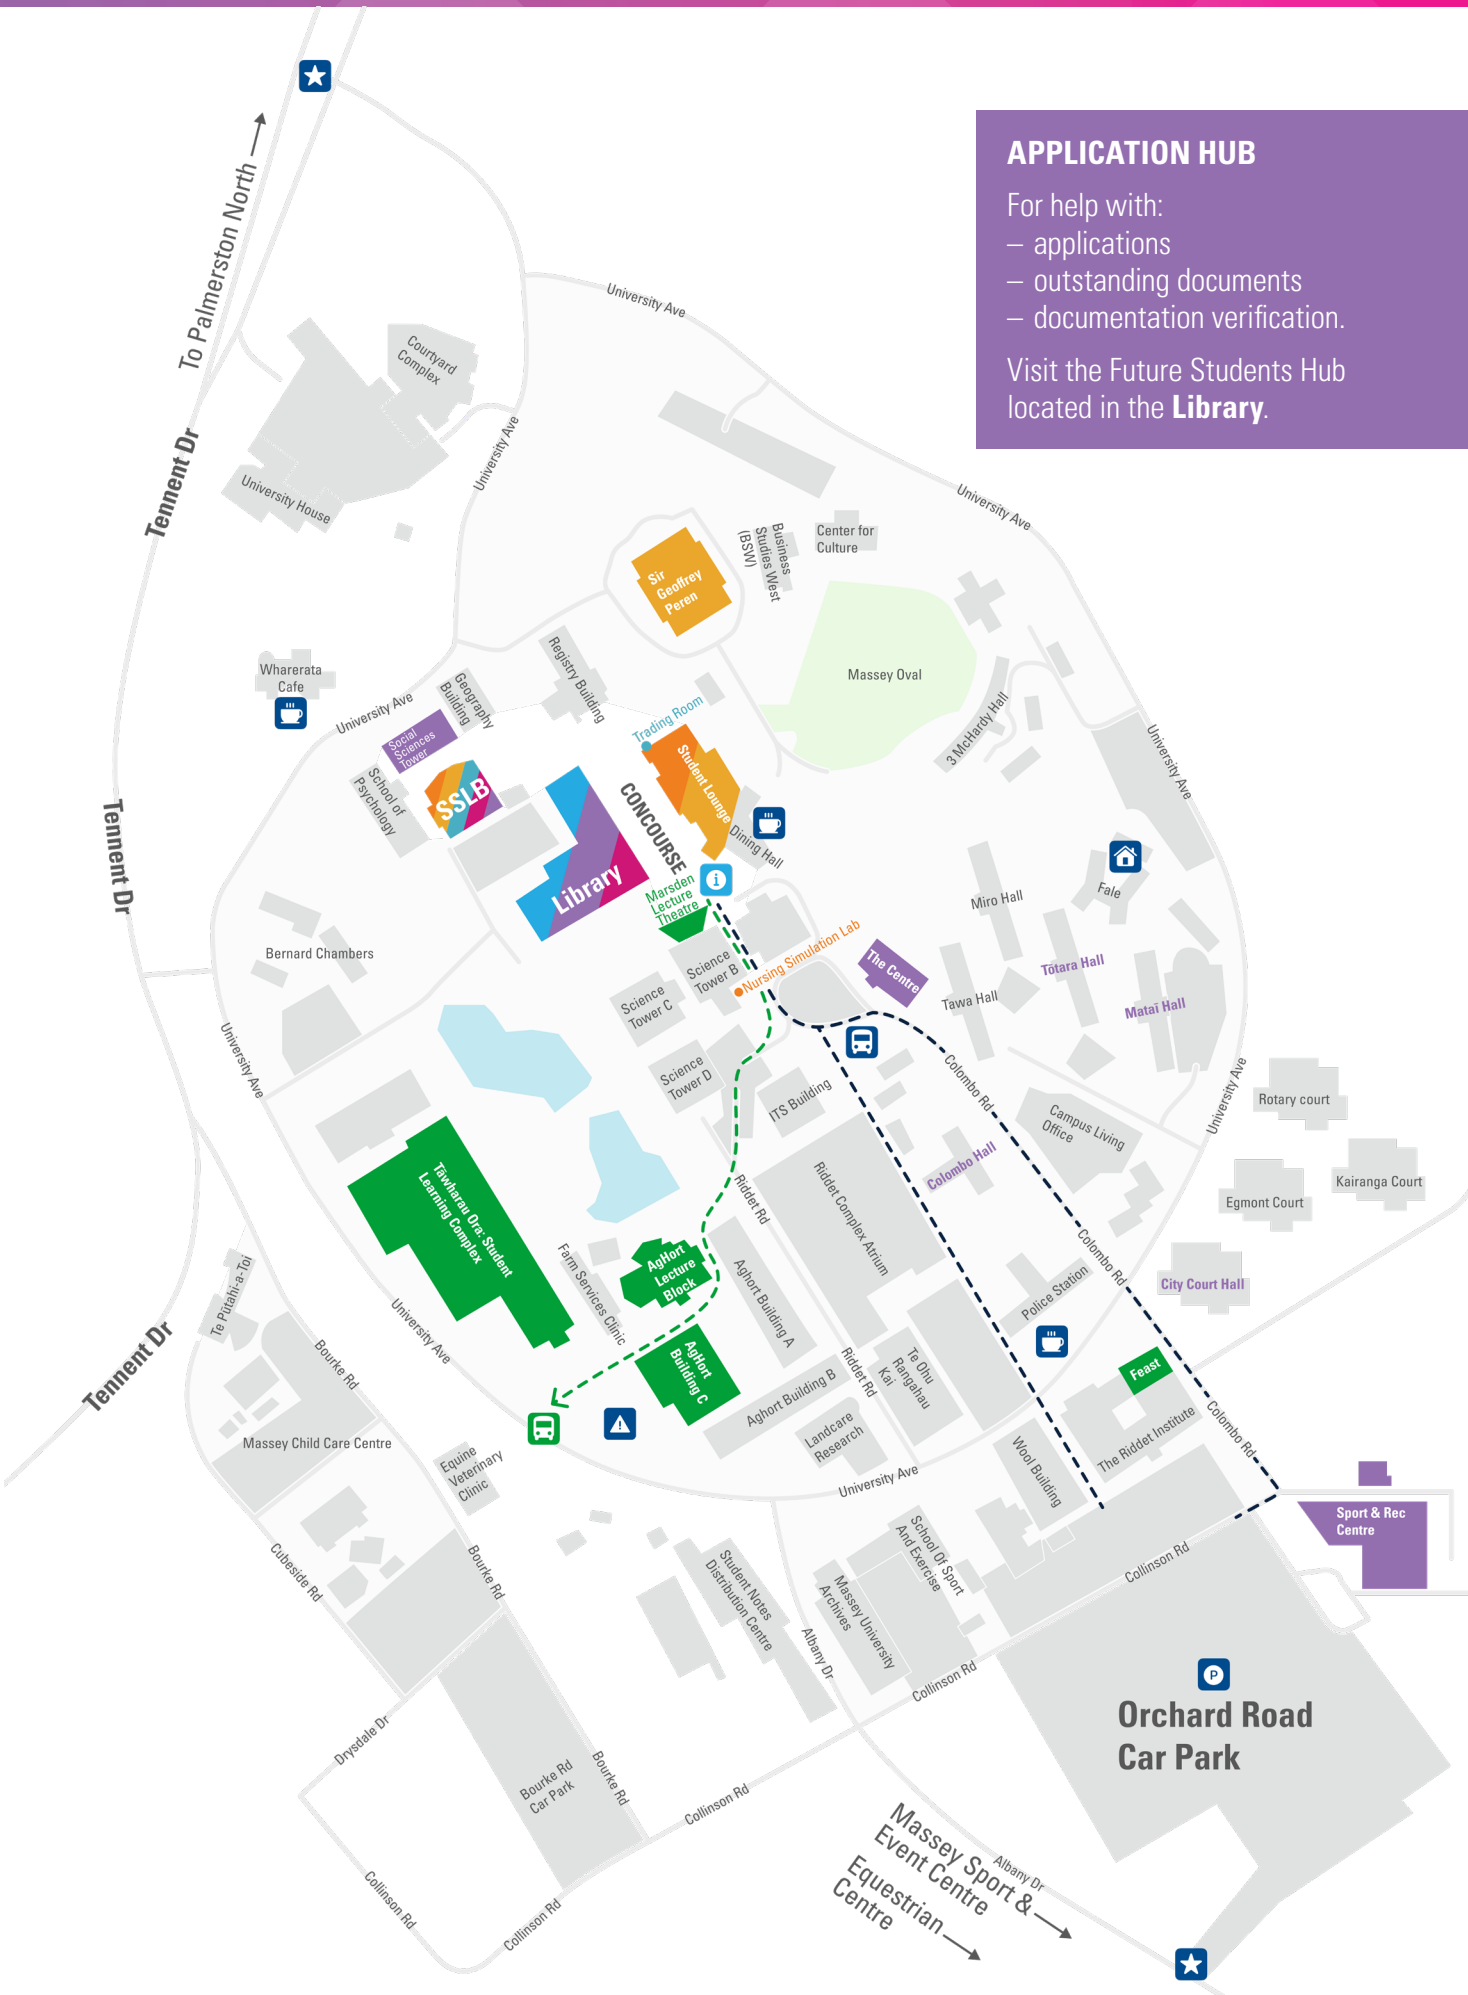 APPLICATION HUB
For help with:
– applications
– outstanding documents
– documentation verification.
Visit the Future Students Hub
located in the Library.
To Palmerston North
Tennent Dr
University Ave
Courtyard
Complex
University House
University Ave
University Ave
Sir
Geoffrey
Peren
Business
Studies West
(BSW)
Center for
Culture
Massey Oval
3 McHardy Hall
University Ave
Wharerata
Cafe
University Ave
Geography
Building
Registry Building
Social
Sciences
Tower
School of
Psychology
SSLB
Library
CONCOURSE
Trading Room
Student Lounge
Dining Hall
i
Marsden
Lecture
Theatre
Tennent Dr
Bernard Chambers
Science
Tower B
Science
Tower C
Science
Tower D
Nursing Simulation Lab
The Centre
Miro Hall
Fale
Tōtara Hall
Tawa Hall
Mataī Hall
University Ave
University Ave
ITS Building
Colombo Rd
Campus Living
Office
Rotary court
Kairanga Court
Egmont Court
City Court Hall
Colombo Hall
Riddet Rd
Riddet Complex Atrium
Tāwharau Ora: Student
Learning Complex
Farm Services Clinic
AgHort
Lecture
Block
Aghort Building A
AgHort
Building C
Aghort Building B
Riddet Rd
Te Ohu
Rangahau
Kai
Landcare
Research
Police Station
Colombo Rd
Feast
The Riddet Institute
Colombo Rd
Wool Building
Te Pūtahi-a-Toi
Tennent Dr
Bourke Rd
University Ave
Massey Child Care Centre
Equine
Veterinary
Clinic
University Ave
Sport & Rec
Centre
Cubeside Rd
Bourke Rd
Student Notes
Distribution Centre
School Of Sport
And Exercise
Massey University
Archives
Albany Dr
Collinson Rd
Collinson Rd
P
Orchard Road
Car Park
Drysdale Dr
Bourke Rd
Car Park
Bourke Rd
Collinson Rd
Collinson Rd
Collinson Rd
Massey Sport &
Event Centre
Equestrian
Centre
Albany Dr